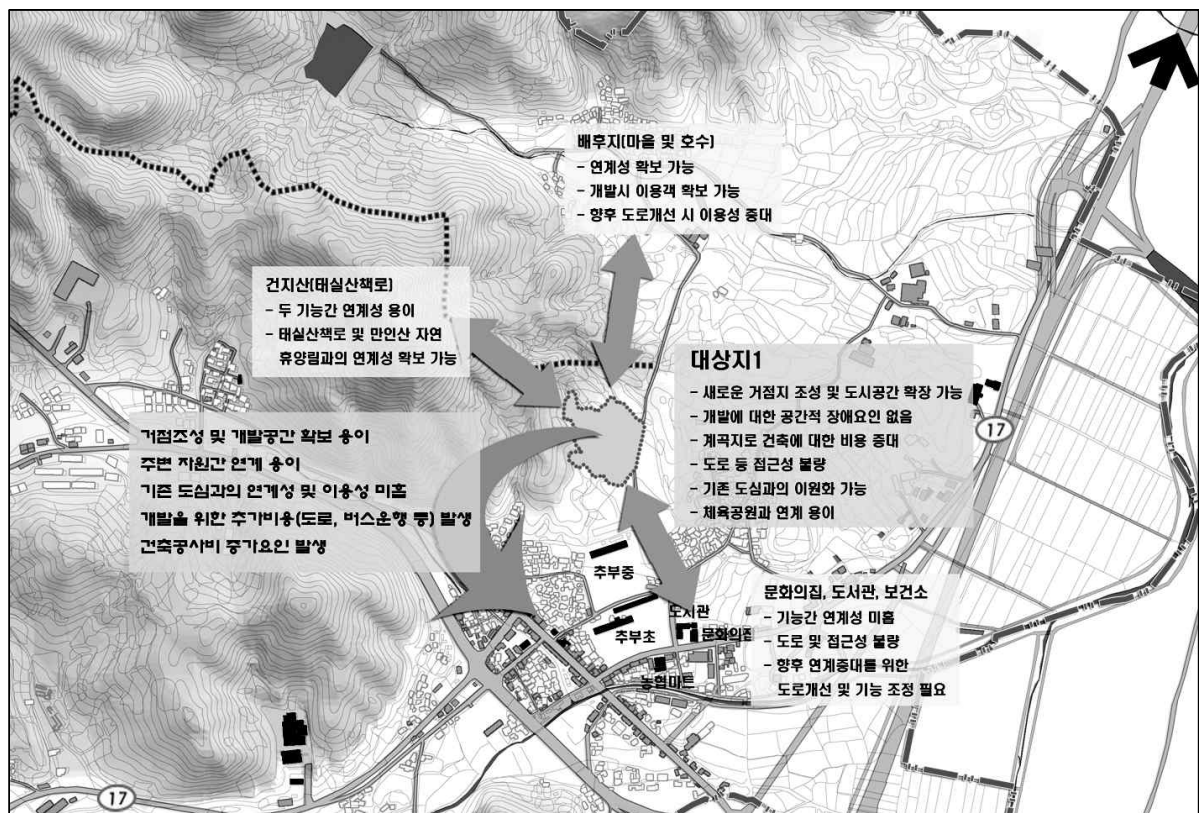 배후지(마을 및 호수)
- 연계성 확보 가능
- 개발시 이용객 확보 가능
- 향후 도로개선 시 이용성 증대
건지산(태실산책로)
- 두 기능간 연계성 용이
- 태실산책로 및 만인산 자연
휴양림과의 연계성 확보 가능
대상지1
- 새로운 거점지 조성 및 도시공간 확장 가능
- 개발에 대한 공간적 장애요인 없음
- 계곡지로 건축에 대한 비용 증대
- 도로 등 접근성 불량
- 기존 도심과의 이원화 가능
- 체육공원과 연계 용이
17
거점조성 및 개발공간 확보 용이
주변 자원간 연계 용이
기존 도심과의 연계성 및 이용성 미흡
개발을 위한 추가비용(도로, 버스운행 등) 발생
건축공사비 증가요인 발생
추부중
도서관
추부초
문화의집
농협마트
문화의집, 도서관, 보건소
- 기능간 연계성 미흡
- 도로 및 접근성 불량
- 향후 연계증대를 위한
도로개선 및 기능 조정 필요
17